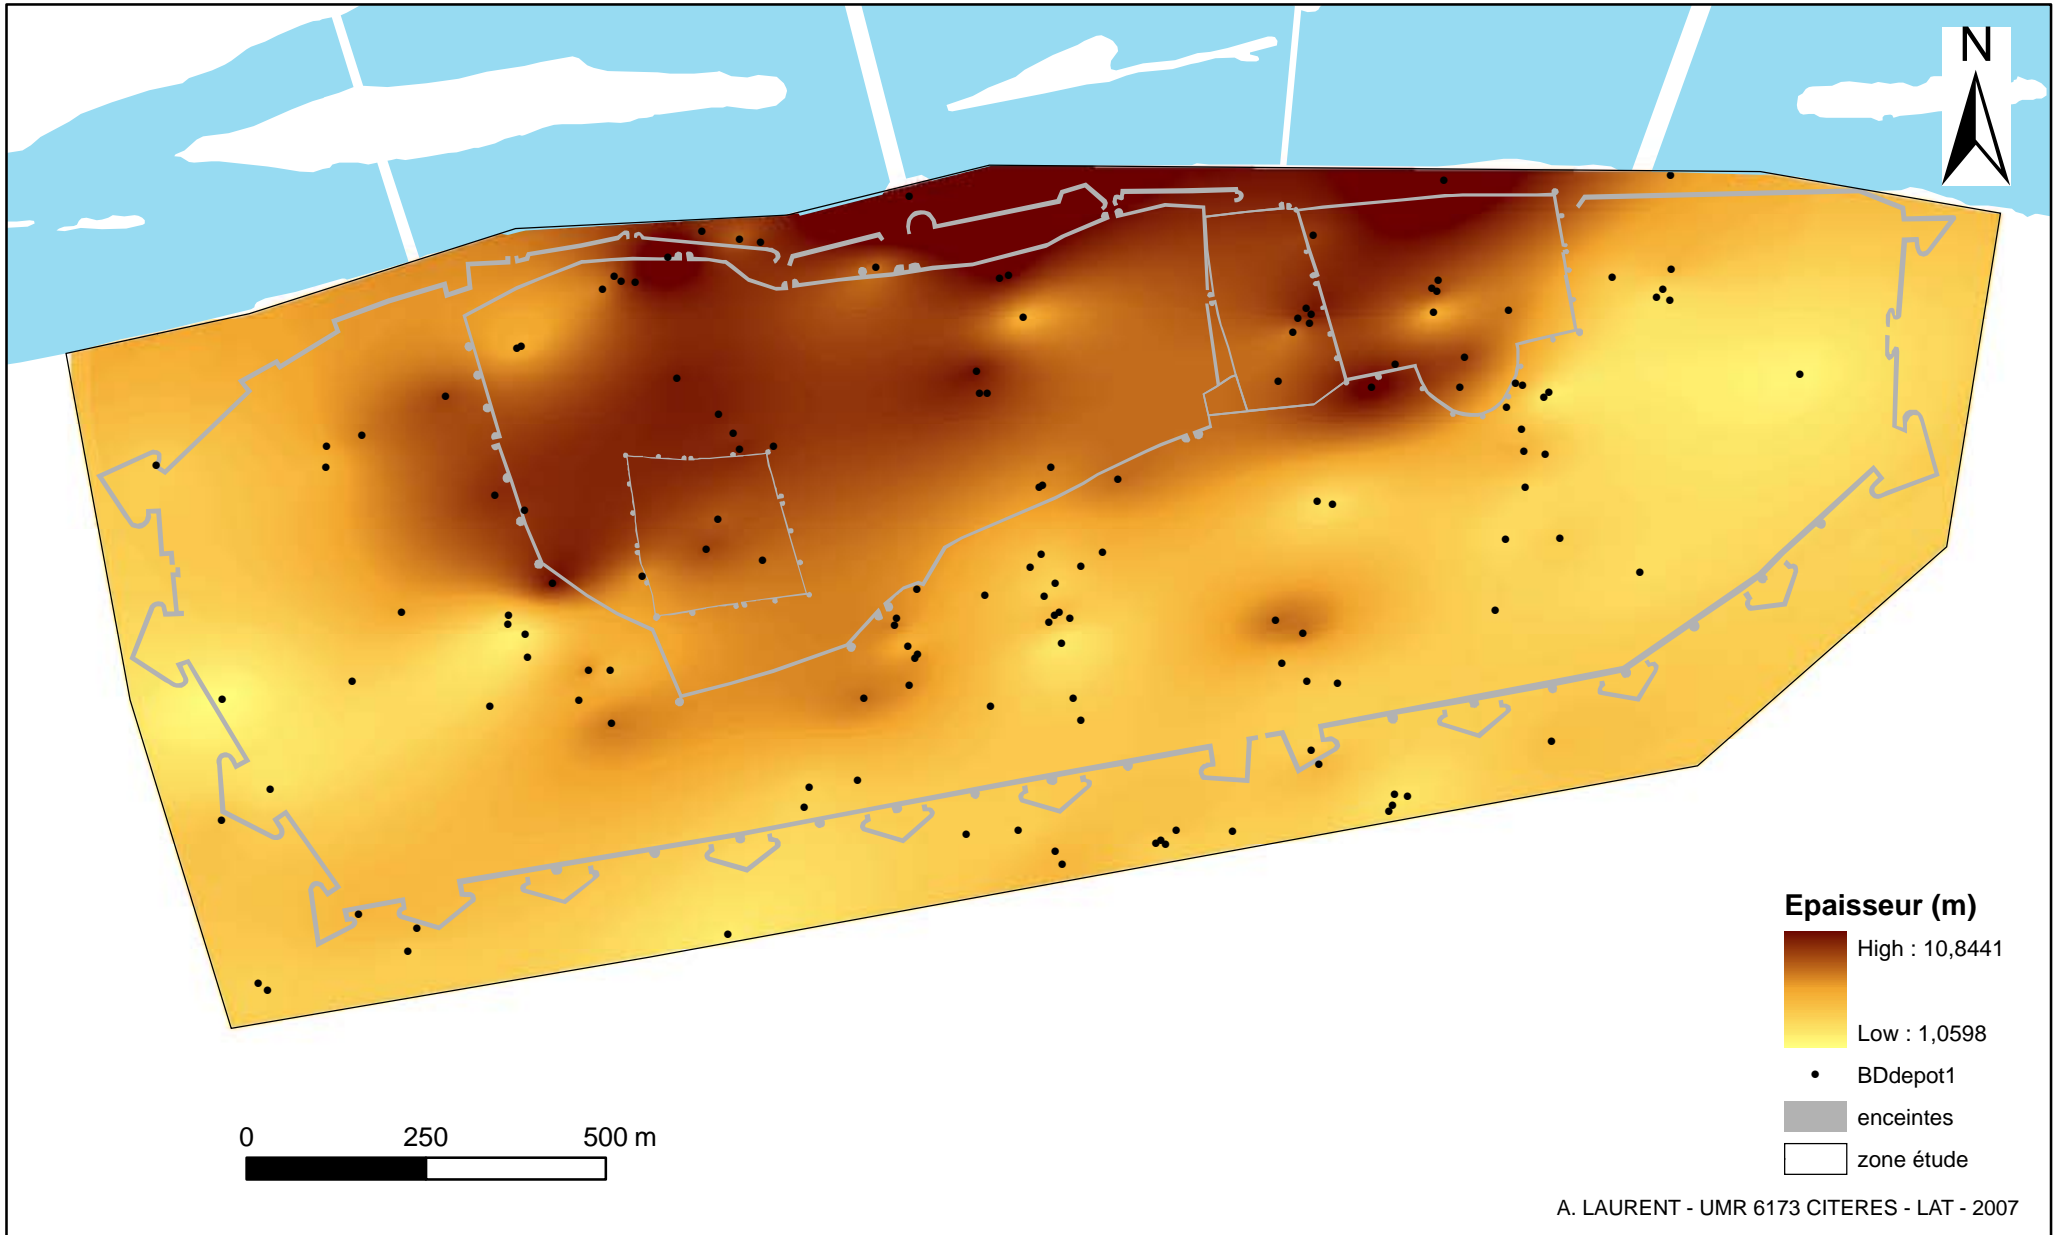 N
Epaisseur (m)
High : 10,8441
Low : 1,0598
BDdepot1
enceintes
zone étude
0 250 500 m
A. LAURENT - UMR 6173 CITERES - LAT - 2007